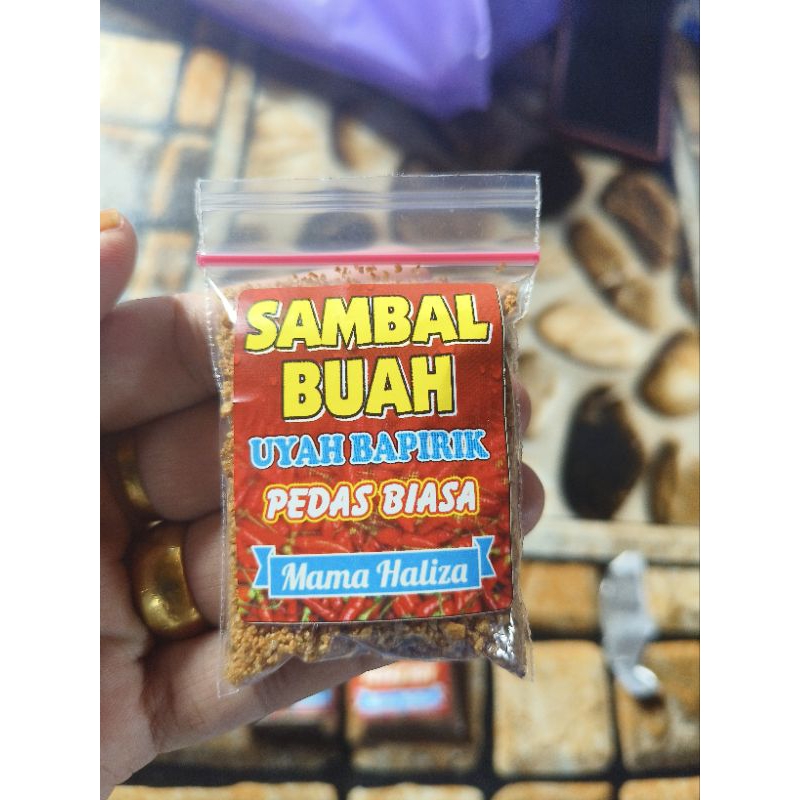 SAMBAL
BUAH
UYAH BAPIRIK
PEDAS BIASA
Mama Haliza